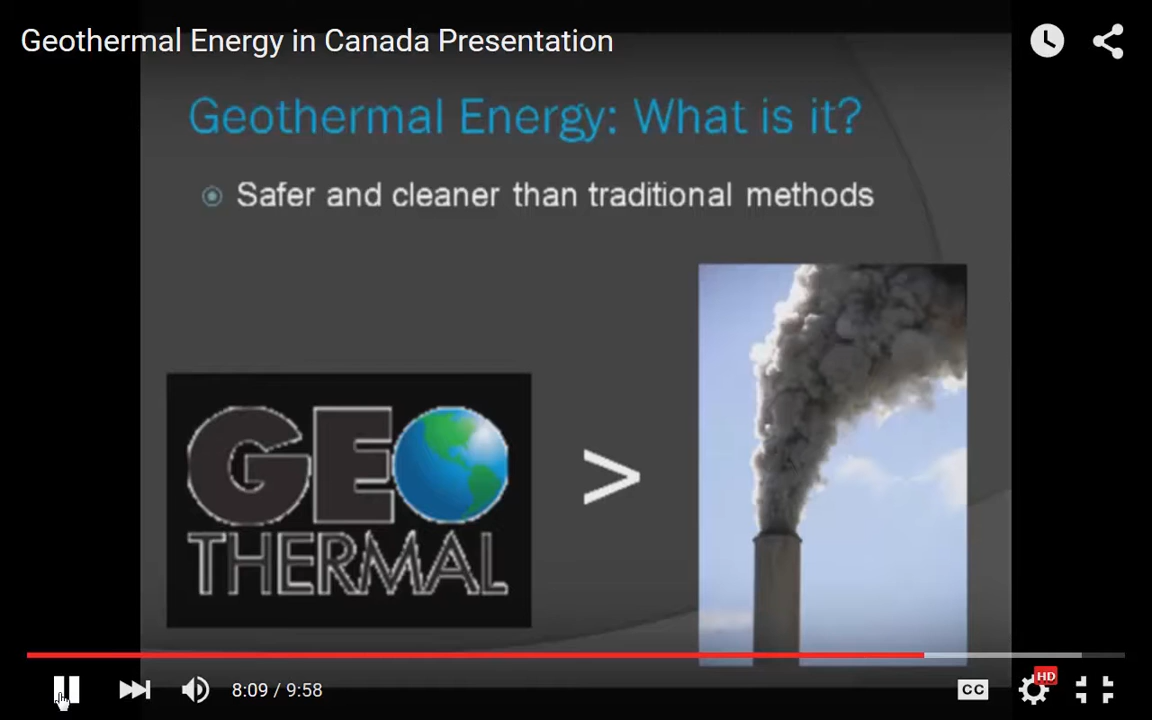 Geothermal Energy in Canada Presentation
Geothermal Energy: What is it?
Safer and cleaner than traditional methods
GEO
THERMAL
>
8:09 / 9:58
CC
HD